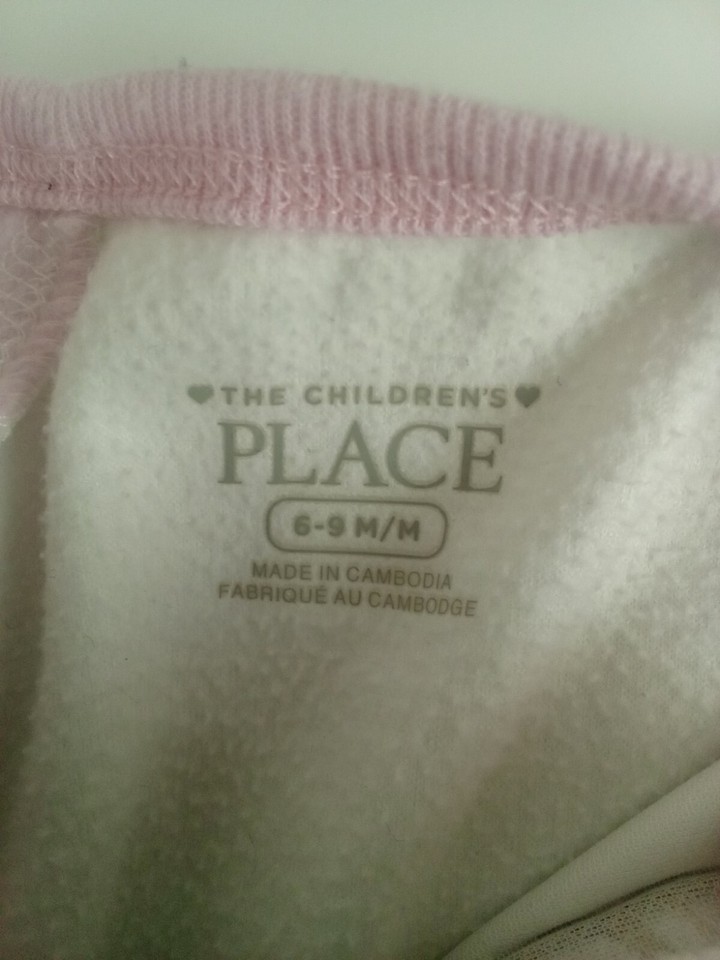 THE CHILDREN'S
PLACE
6-9 M/M
MADE IN CAMBODIA
FABRIQUÉ AU CAMBODGE